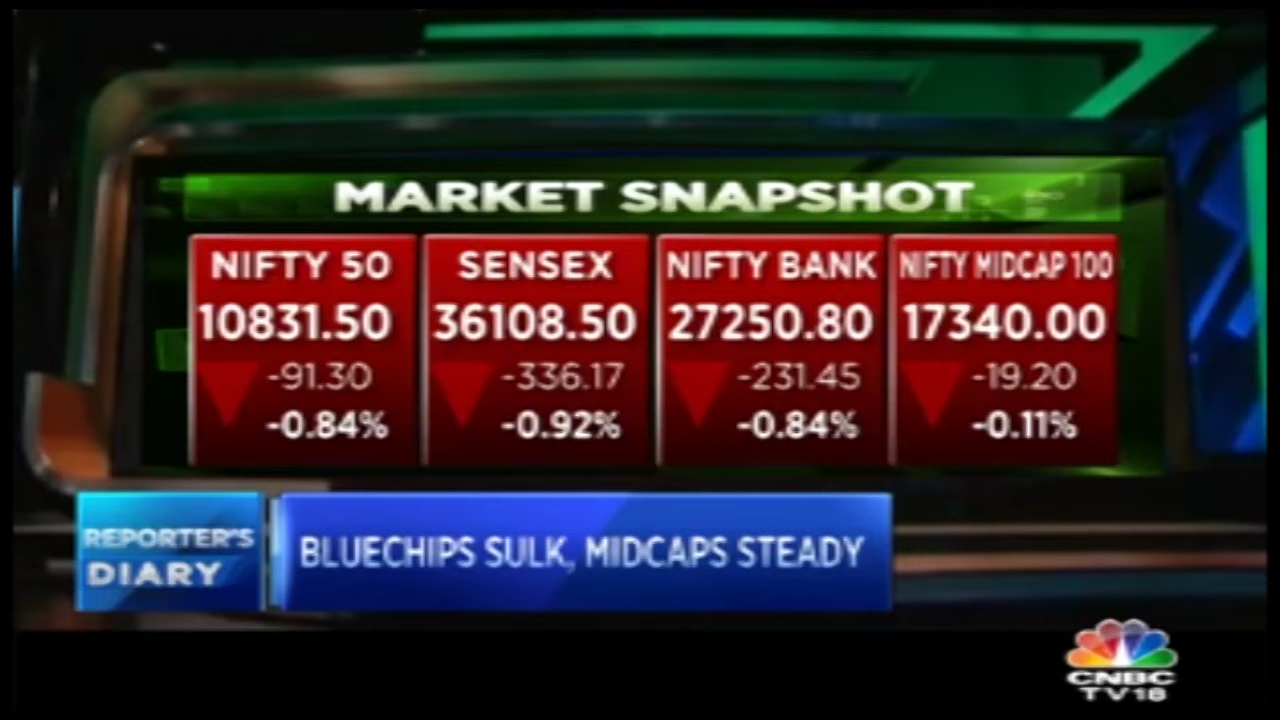 MARKET SNAPSHOT
NIFTY 50 SENSEX NIFTY BANK NIFTY MIDCAP 100
10831.50 36108.50 27250.80 17340.00
-91.30 -336.17 -231.45 -19.20
-0.84% -0.92% -0.84% -0.11%
REPORTER'S
DIARY
BLUECHIPS SULK, MIDCAPS STEADY
CNBC
TV18